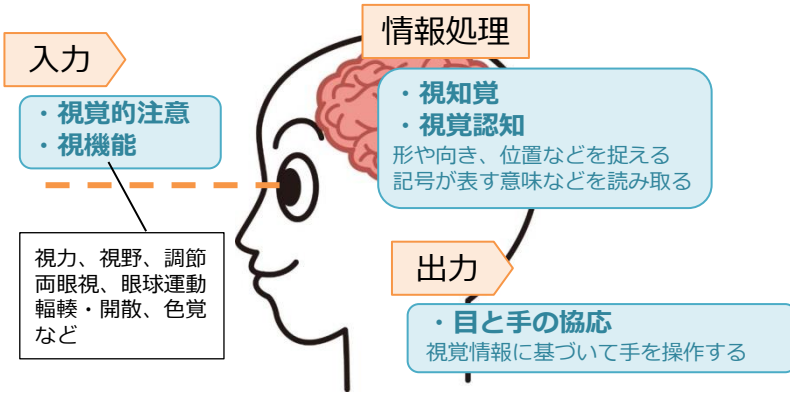 入力
・視覚的注意
・視機能
視力、視野、調節
両眼視、眼球運動
輻輳・開散、色覚
など
情報処理
・視知覚
・視覚認知
形や向き、位置などを捉える
記号が表す意味などを読み取る
出力
・目と手の協応
視覚情報に基づいて手を操作する